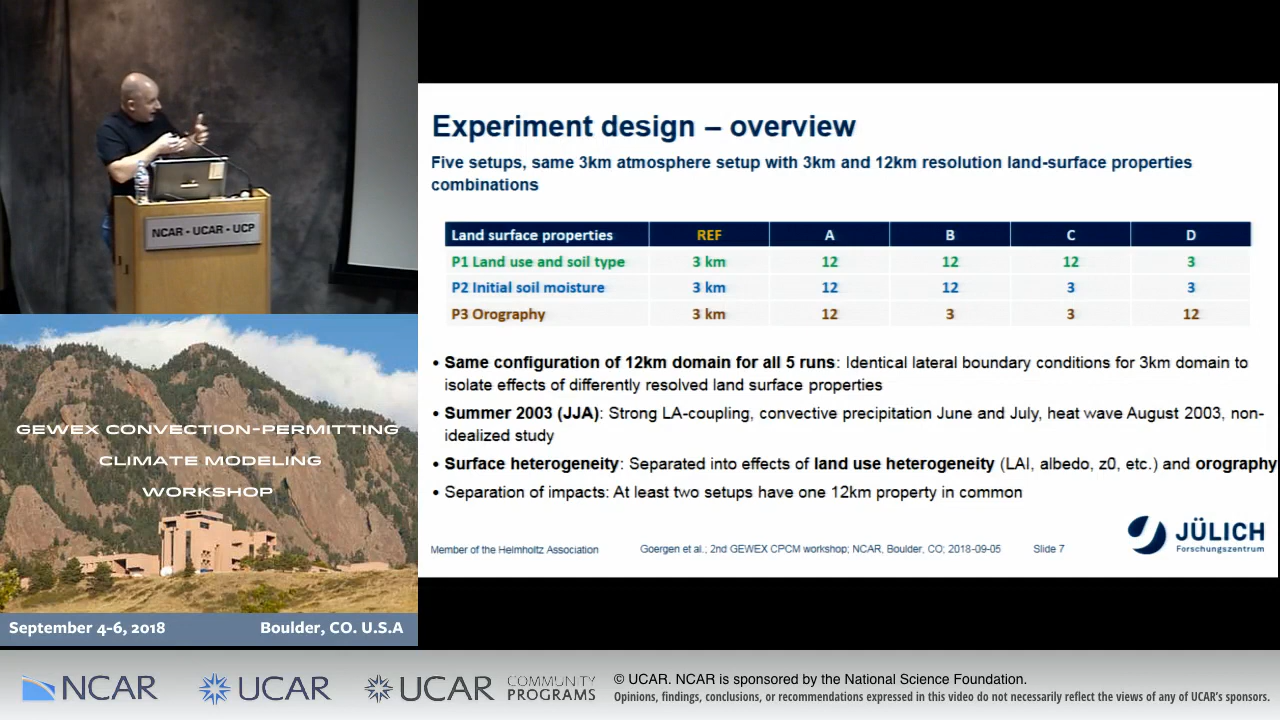 NCAR • UCAR • UCP
GEWEX CONVECTION-PERMITTING
CLIMATE MODELING
WORKSHOP
September 4-6, 2018
Boulder, CO. U.S.A
Experiment design – overview
Five setups, same 3km atmosphere setup with 3km and 12km resolution land-surface properties
combinations
Land surface properties REF A B C D
P1 Land use and soil type 3 km 12 12 12 3
P2 Initial soil moisture 3 km 12 12 3 3
P3 Orography 3 km 12 3 3 12
• Same configuration of 12km domain for all 5 runs: Identical lateral boundary conditions for 3km domain to
isolate effects of differently resolved land surface properties
• Summer 2003 (JJA): Strong LA-coupling, convective precipitation June and July, heat wave August 2003, non-
idealized study
• Surface heterogeneity: Separated into effects of land use heterogeneity (LAI, albedo, z0, etc.) and orography
• Separation of impacts: At least two setups have one 12km property in common
Member of the Helmholtz Association
Goergen et al.; 2nd GEWEX CPCM workshop; NCAR, Boulder, CO; 2018-09-05
Slide 7
JÜLICH
Forschungszentrum
NCAR
UCAR
UCAR
COMMUNITY
PROGRAMS
© UCAR. NCAR is sponsored by the National Science Foundation.
Opinions, findings, conclusions, or recommendations expressed in this video do not necessarily reflect the views of any of UCAR's sponsors.